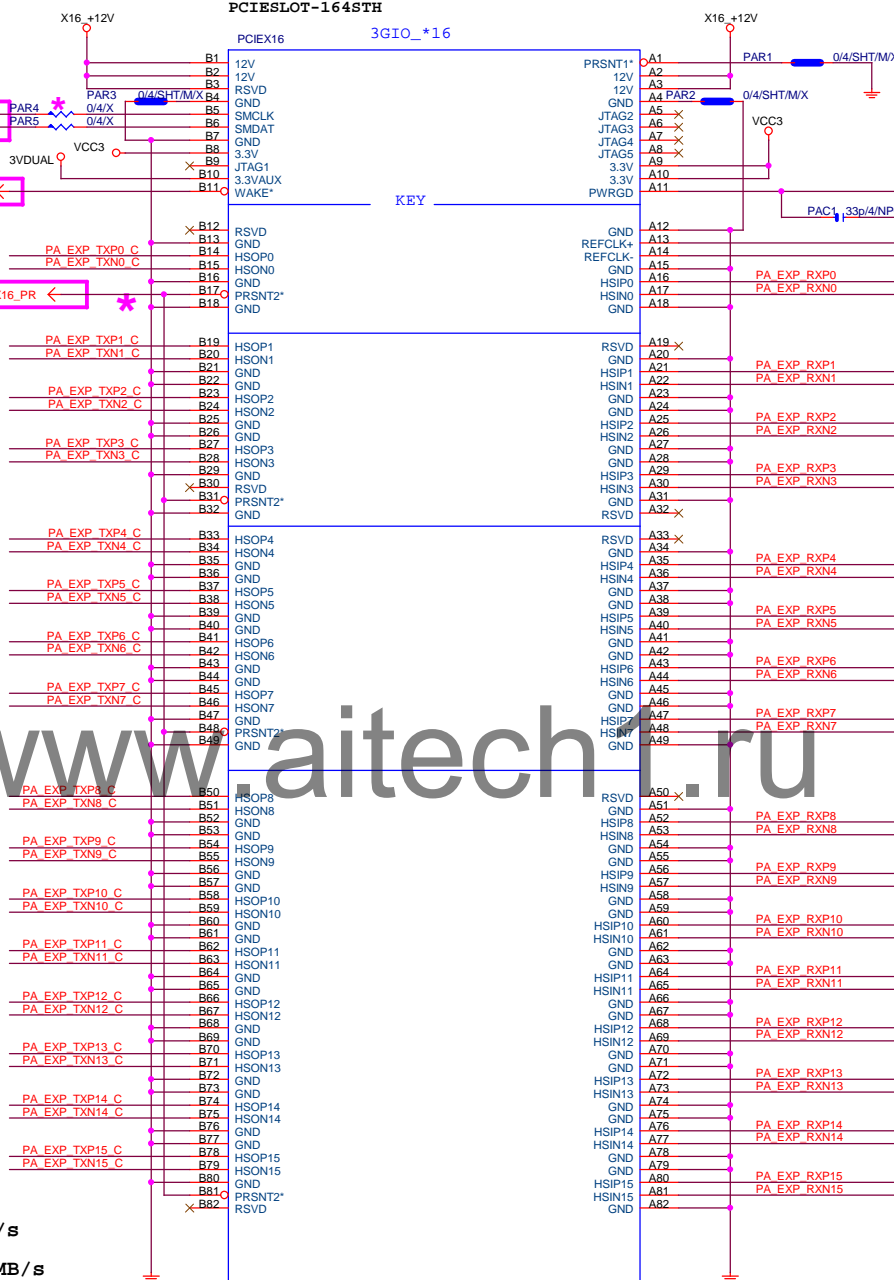 PCIESLOT-164STH
X16_+12V
PCIEX16
3GIO_*16
X16_+12V
B1 12V PRSNT1* A1 PAR1 0/4/SHT/M/X
B2 12V 12V A2
B3 RSVD 12V A3
PAR3 0/4/SHT/M/X B4 GND GND A4 PAR2 0/4/SHT/M/X
PAR4 * 0/4/X B5 SMCLK JTAG2 A5
PAR5 0/4/X B6 SMDAT JTAG3 A6
B7 GND JTAG4 A7 VCC3
VCC3 B8 3.3V JTAG5 A8
3VDUAL B9 JTAG1 3.3V A9
B10 3.3VAUX 3.3V A10
B11 WAKE* PWRGD A11
KEY
PAC1 33p/4/NP
B12 RSVD GND A12
B13 GND REFCLK+ A13
PA_EXP_TXP0_C B14 HSOP0 REFCLK- A14
PA_EXP_TXN0_C B15 HSON0 GND A15
B16 GND HSIP0 A16 PA_EXP_RXP0
X16_PR B17 PRSNT2* HSIN0 A17 PA_EXP_RXN0
* B18 GND GND A18
PA_EXP_TXP1_C B19 HSOP1 RSVD A19
PA_EXP_TXN1_C B20 HSON1 GND A20
B21 GND HSIP1 A21 PA_EXP_RXP1
B22 GND HSIN1 A22 PA_EXP_RXN1
PA_EXP_TXP2_C B23 HSOP2 GND A23
PA_EXP_TXN2_C B24 HSON2 GND A24
B25 GND HSIP2 A25 PA_EXP_RXP2
B26 GND HSIN2 A26 PA_EXP_RXN2
PA_EXP_TXP3_C B27 HSOP3 GND A27
PA_EXP_TXN3_C B28 HSON3 GND A28
B29 GND HSIP3 A29 PA_EXP_RXP3
B30 RSVD HSIN3 A30 PA_EXP_RXN3
B31 PRSNT2* GND A31
B32 GND RSVD A32
PA_EXP_TXP4_C B33 HSOP4 RSVD A33
PA_EXP_TXN4_C B34 HSON4 GND A34
B35 GND HSIP4 A35 PA_EXP_RXP4
B36 GND HSIN4 A36 PA_EXP_RXN4
PA_EXP_TXP5_C B37 HSOP5 GND A37
PA_EXP_TXN5_C B38 HSON5 GND A38
B39 GND HSIP5 A39 PA_EXP_RXP5
B40 GND HSIN5 A40 PA_EXP_RXN5
PA_EXP_TXP6_C B41 HSOP6 GND A41
PA_EXP_TXN6_C B42 HSON6 GND A42
B43 GND HSIP6 A43 PA_EXP_RXP6
B44 GND HSIN6 A44 PA_EXP_RXN6
PA_EXP_TXP7_C B45 HSOP7 GND A45
PA_EXP_TXN7_C B46 HSON7 GND A46
B47 GND HSIP7 A47 PA_EXP_RXP7
B48 PRSNT2* HSIN7 A48 PA_EXP_RXN7
B49 GND GND A49
www.aitech1.ru
PA_EXP_TXP8_C B50 HSOP8 RSVD A50
PA_EXP_TXN8_C B51 HSON8 GND A51
B52 GND HSIP8 A52 PA_EXP_RXP8
B53 GND HSIN8 A53 PA_EXP_RXN8
PA_EXP_TXP9_C B54 HSOP9 GND A54
PA_EXP_TXN9_C B55 HSON9 GND A55
B56 GND HSIP9 A56 PA_EXP_RXP9
B57 GND HSIN9 A57 PA_EXP_RXN9
PA_EXP_TXP10_C B58 HSOP10 GND A58
PA_EXP_TXN10_C B59 HSON10 GND A59
B60 GND HSIP10 A60 PA_EXP_RXP10
B61 GND HSIN10 A61 PA_EXP_RXN10
PA_EXP_TXP11_C B62 HSOP11 GND A62
PA_EXP_TXN11_C B63 HSON11 GND A63
B64 GND HSIP11 A64 PA_EXP_RXP11
B65 GND HSIN11 A65 PA_EXP_RXN11
PA_EXP_TXP12_C B66 HSOP12 GND A66
PA_EXP_TXN12_C B67 HSON12 GND A67
B68 GND HSIP12 A68 PA_EXP_RXP12
B69 GND HSIN12 A69 PA_EXP_RXN12
PA_EXP_TXP13_C B70 HSOP13 GND A70
PA_EXP_TXN13_C B71 HSON13 GND A71
B72 GND HSIP13 A72 PA_EXP_RXP13
B73 GND HSIN13 A73 PA_EXP_RXN13
PA_EXP_TXP14_C B74 HSOP14 GND A74
PA_EXP_TXN14_C B75 HSON14 GND A75
B76 GND HSIP14 A76 PA_EXP_RXP14
B77 GND HSIN14 A77 PA_EXP_RXN14
PA_EXP_TXP15_C B78 HSOP15 GND A78
PA_EXP_TXN15_C B79 HSON15 GND A79
B80 GND HSIP15 A80 PA_EXP_RXP15
B81 PRSNT2* HSIN15 A81 PA_EXP_RXN15
B82 RSVD GND A82
/s
MB/s